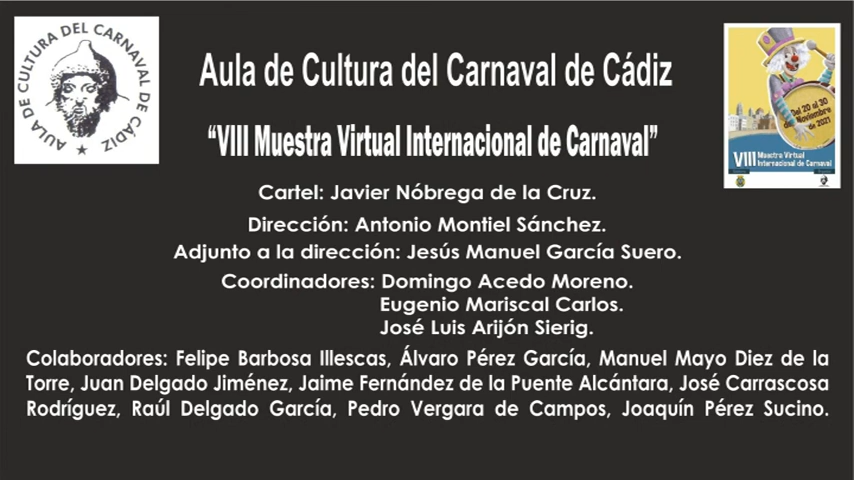 AULA DE CULTURA DEL CARNAVAL DE CÁDIZ
Aula de Cultura del Carnaval de Cádiz
“VIII Muestra Virtual Internacional de Carnaval”
Del 20 al 30
de Noviembre
de 2021
VIII Muestra Virtual
Internacional de Carnaval
Cartel: Javier Nóbrega de la Cruz.
Dirección: Antonio Montiel Sánchez.
Adjunto a la dirección: Jesús Manuel García Suero.
Coordinadores: Domingo Acedo Moreno.
Eugenio Mariscal Carlos.
José Luis Arijón Sierig.
Colaboradores: Felipe Barbosa Illescas, Álvaro Pérez García, Manuel Mayo Diez de la
Torre, Juan Delgado Jiménez, Jaime Fernández de la Puente Alcántara, José Carrascosa
Rodríguez, Raúl Delgado García, Pedro Vergara de Campos, Joaquín Pérez Sucino.